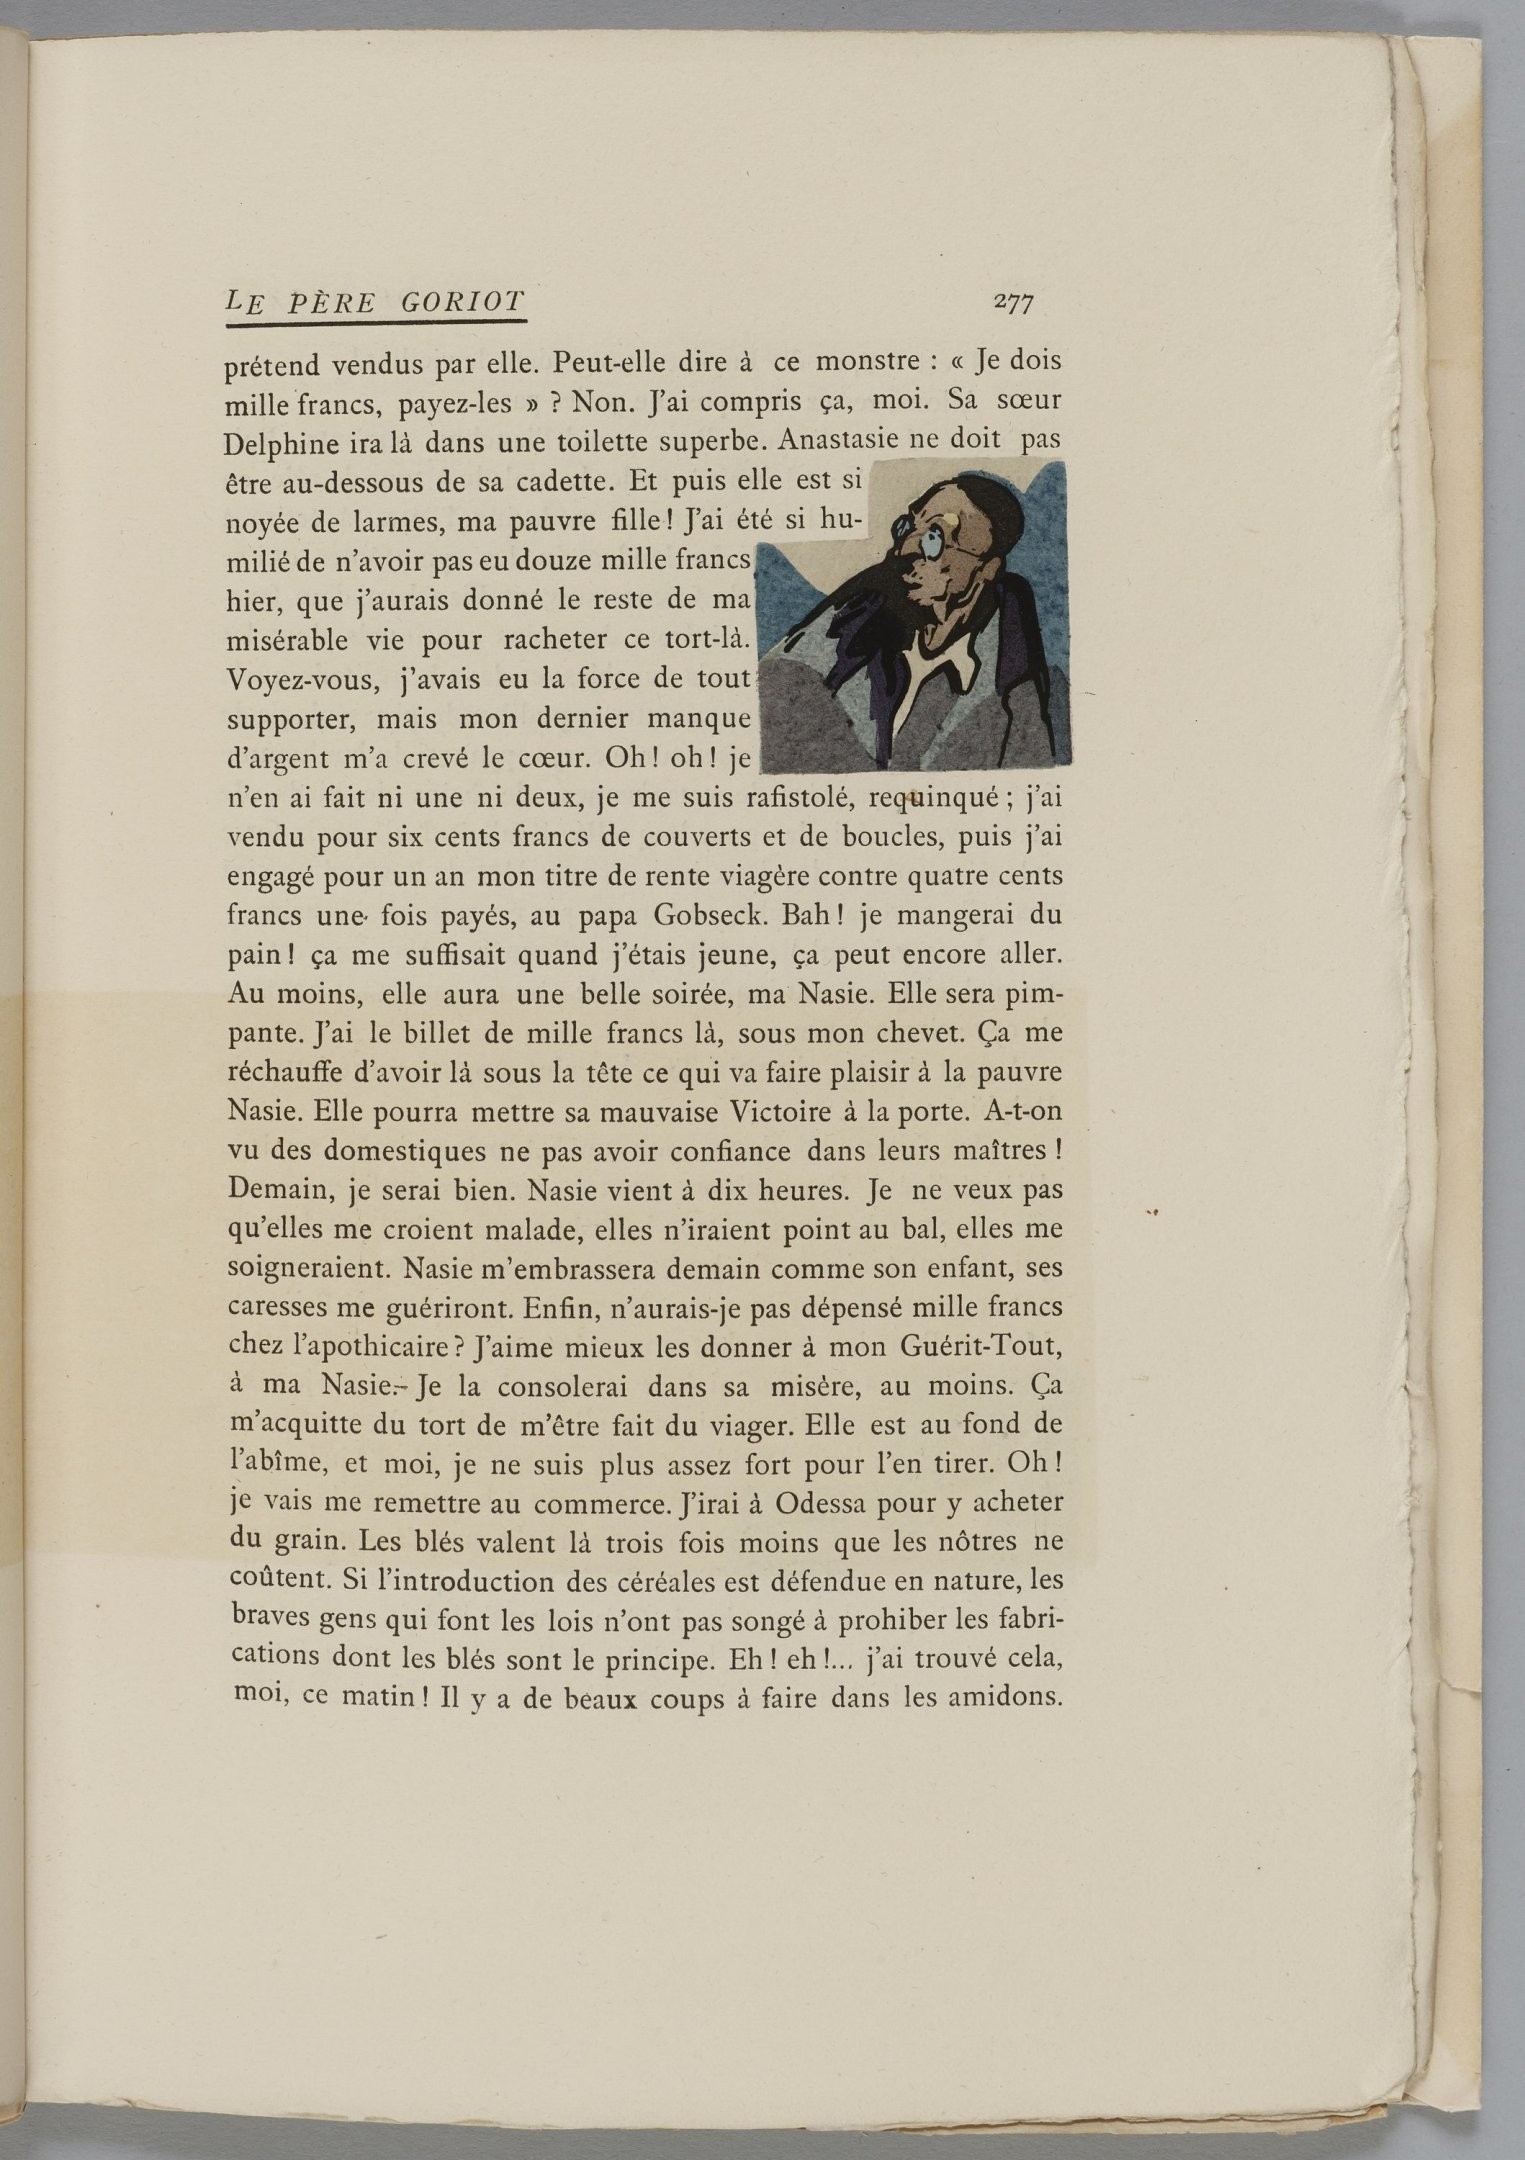 LE PÈRE GORIOT 277
prétend vendus par elle. Peut-elle dire à ce monstre : « Je dois
mille francs, payez-les » ? Non. J'ai compris ça, moi. Sa sœur
Delphine ira là dans une toilette superbe. Anastasie ne doit pas
être au-dessous de sa cadette. Et puis elle est si
noyée de larmes, ma pauvre fille ! J'ai été si hu-
milié de n'avoir pas eu douze mille francs
hier, que j'aurais donné le reste de ma
misérable vie pour racheter ce tort-là.
Voyez-vous, j'avais eu la force de tout
supporter, mais mon dernier manque
d'argent m'a crevé le cœur. Oh ! oh ! je
n'en ai fait ni une ni deux, je me suis rafistolé, requinqué ; j'ai
vendu pour six cents francs de couverts et de boucles, puis j'ai
engagé pour un an mon titre de rente viagère contre quatre cents
francs une fois payés, au papa Gobseck. Bah ! je mangerai du
pain ! ça me suffisait quand j'étais jeune, ça peut encore aller.
Au moins, elle aura une belle soirée, ma Nasie. Elle sera pim-
pante. J'ai le billet de mille francs là, sous mon chevet. Ça me
réchauffe d'avoir là sous la tête ce qui va faire plaisir à la pauvre
Nasie. Elle pourra mettre sa mauvaise Victoire à la porte. A-t-on
vu des domestiques ne pas avoir confiance dans leurs maîtres !
Demain, je serai bien. Nasie vient à dix heures. Je ne veux pas
qu'elles me croient malade, elles n'iraient point au bal, elles me
soigneraient. Nasie m'embrassera demain comme son enfant, ses
caresses me guériront. Enfin, n'aurais-je pas dépensé mille francs
chez l'apothicaire ? J'aime mieux les donner à mon Guérit-Tout,
à ma Nasie. Je la consolerai dans sa misère, au moins. Ça
m'acquitte du tort de m'être fait du viager. Elle est au fond de
l'abîme, et moi, je ne suis plus assez fort pour l'en tirer. Oh !
je vais me remettre au commerce. J'irai à Odessa pour y acheter
du grain. Les blés valent là trois fois moins que les nôtres ne
coûtent. Si l'introduction des céréales est défendue en nature, les
braves gens qui font les lois n'ont pas songé à prohiber les fabri-
cations dont les blés sont le principe. Eh ! eh !... j'ai trouvé cela,
moi, ce matin ! Il y a de beaux coups à faire dans les amidons.